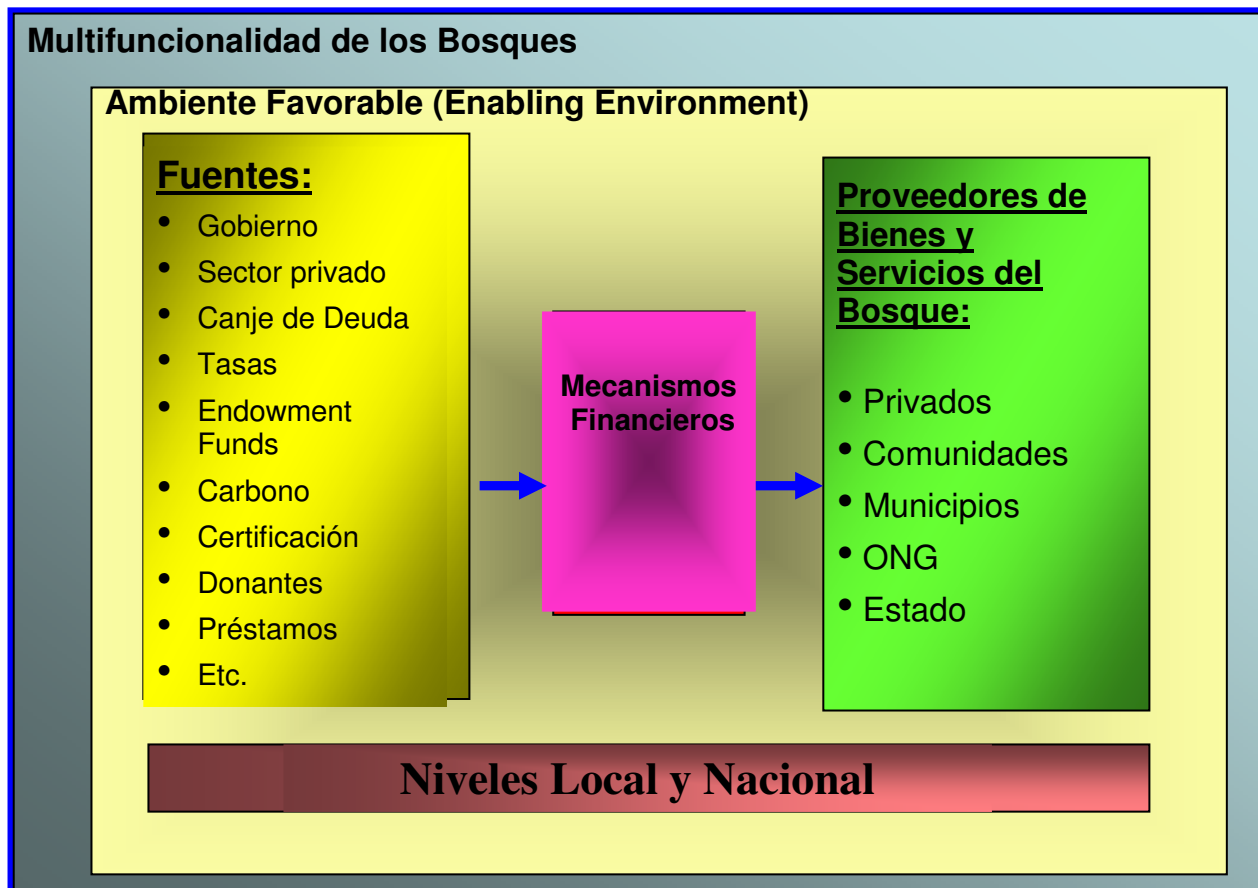 Multifuncionalidad de los Bosques
Ambiente Favorable (Enabling Environment)
Fuentes:
• Gobierno
• Sector privado
• Canje de Deuda
• Tasas
• Endowment
Funds
• Carbono
• Certificación
• Donantes
• Préstamos
• Etc.
Mecanismos
Financieros
Proveedores de
Bienes y
Servicios del
Bosque:
• Privados
• Comunidades
• Municipios
• ONG
• Estado
Niveles Local y Nacional